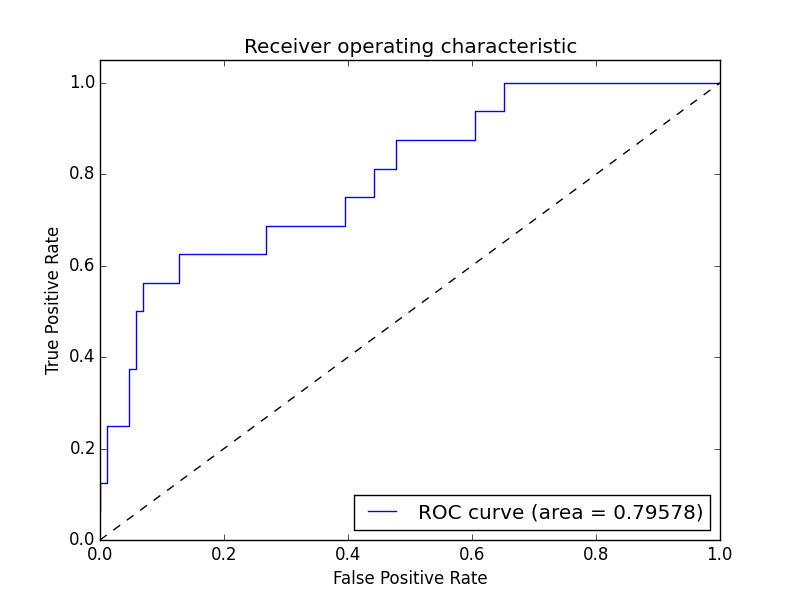 Receiver operating characteristic
1.0
0.8
0.6
0.4
0.2
0.0
True Positive Rate
ROC curve (area = 0.79578)
0.0 0.2 0.4 0.6 0.8 1.0
False Positive Rate